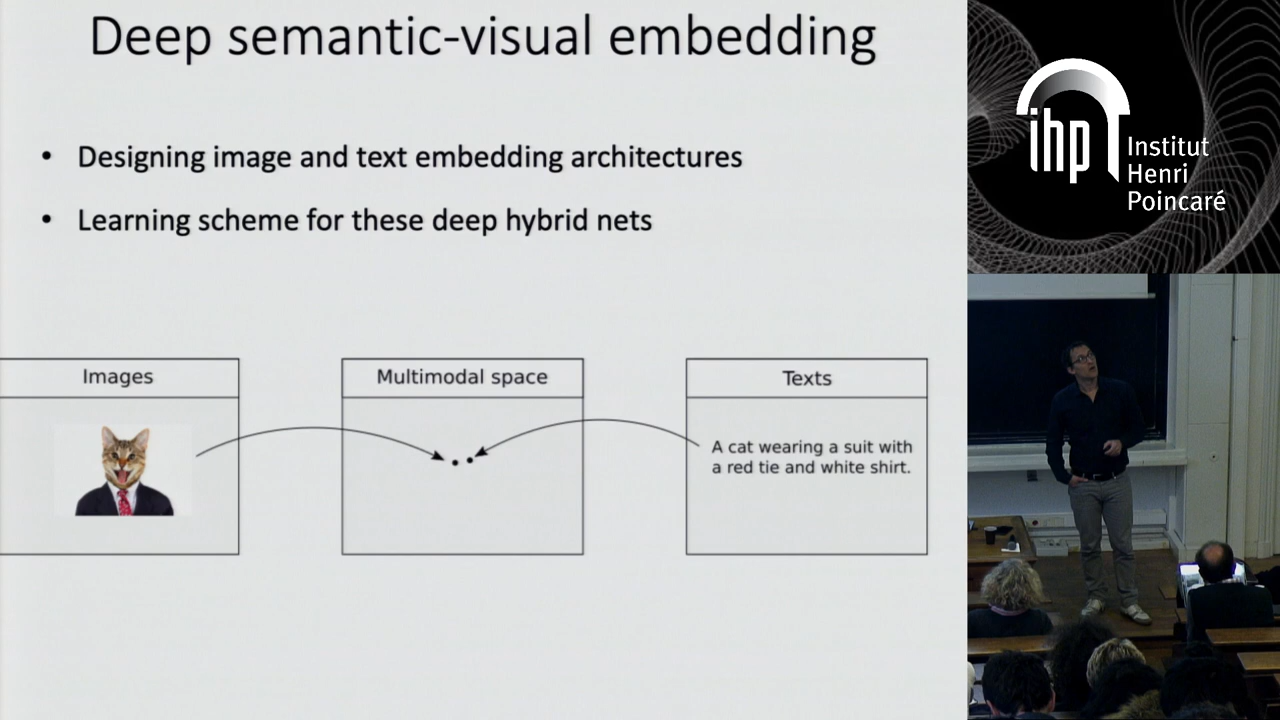 Deep semantic-visual embedding
• Designing image and text embedding architectures
• Learning scheme for these deep hybrid nets
Images
Multimodal space
Texts
A cat wearing a suit with
a red tie and white shirt.
ihp
Institut
Henri
Poincaré